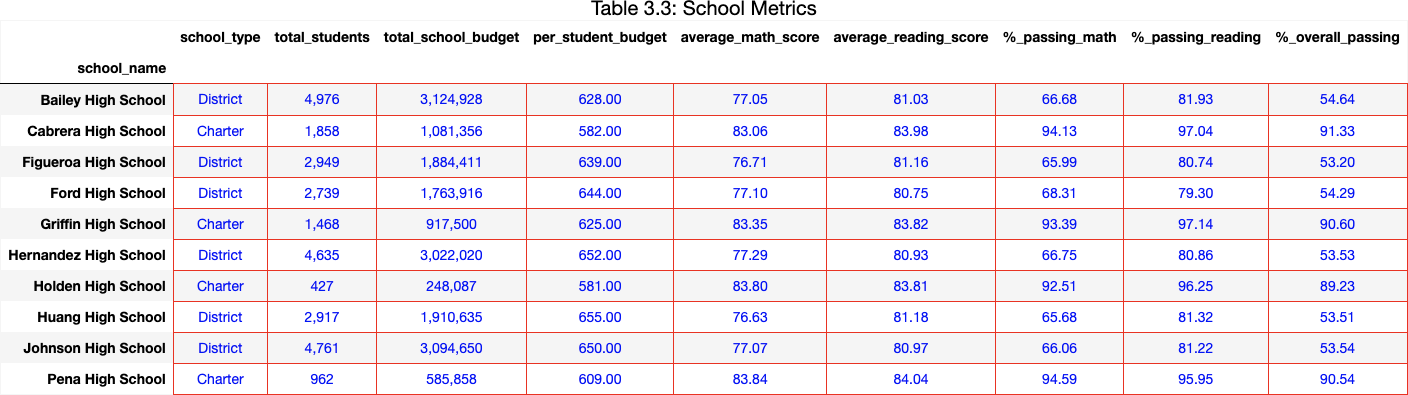 Table 3.3: School Metrics
school_type total_students total_school_budget per_student_budget average_math_score average_reading_score %_passing_math %_passing_reading %_overall_passing
school_name
Bailey High School District 4,976 3,124,928 628.00 77.05 81.03 66.68 81.93 54.64
Cabrera High School Charter 1,858 1,081,356 582.00 83.06 83.98 94.13 97.04 91.33
Figueroa High School District 2,949 1,884,411 639.00 76.71 81.16 65.99 80.74 53.20
Ford High School District 2,739 1,763,916 644.00 77.10 80.75 68.31 79.30 54.29
Griffin High School Charter 1,468 917,500 625.00 83.35 83.82 93.39 97.14 90.60
Hernandez High School District 4,635 3,022,020 652.00 77.29 80.93 66.75 80.86 53.53
Holden High School Charter 427 248,087 581.00 83.80 83.81 92.51 96.25 89.23
Huang High School District 2,917 1,910,635 655.00 76.63 81.18 65.68 81.32 53.51
Johnson High School District 4,761 3,094,650 650.00 77.07 80.97 66.06 81.22 53.54
Pena High School Charter 962 585,858 609.00 83.84 84.04 94.59 95.95 90.54